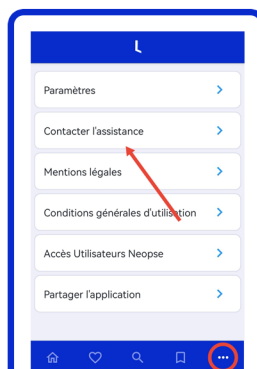 Paramètres
Contacter l'assistance
Mentions légales
Conditions générales d'utilisation
Accès Utilisateurs Neopse
Partager l'application